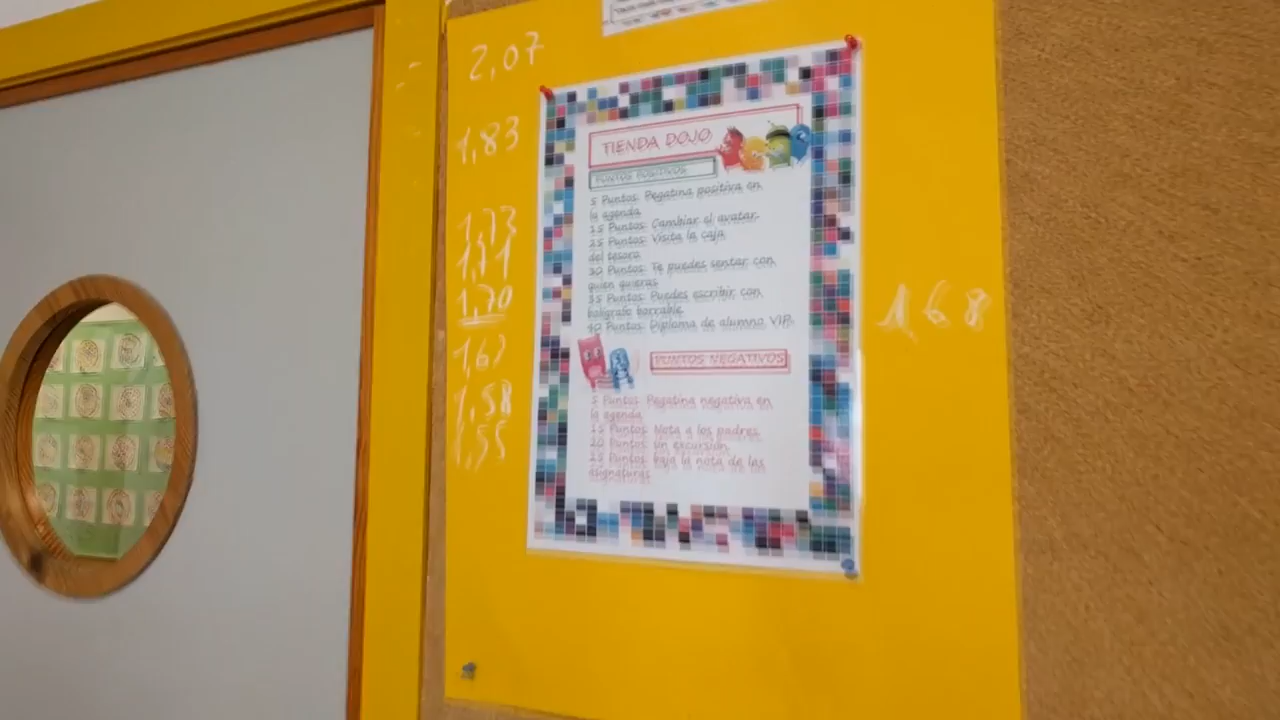 2,07
1,83
1,73
1,71
1,70
1,67
1,58
1,55
TIENDA DOJO
PUNTOS POSITIVOS
5 Puntos: Pegatina positiva en
la agenda
15 Puntos: Cambiar el avatar.
25 Puntos: Visita la caja
del tesoro
30 Puntos: Te puedes sentar con
quien quieras
35 Puntos: Puedes escribir con
bolígrafo borrable
40 Puntos: Diploma de alumno VIP.
PUNTOS NEGATIVOS
5 Puntos: Pegatina negativa en
la agenda
15 Puntos: Nota a los padres.
20 Puntos: Sin excursión.
25 Puntos: baja la nota de las
asignaturas
1,68